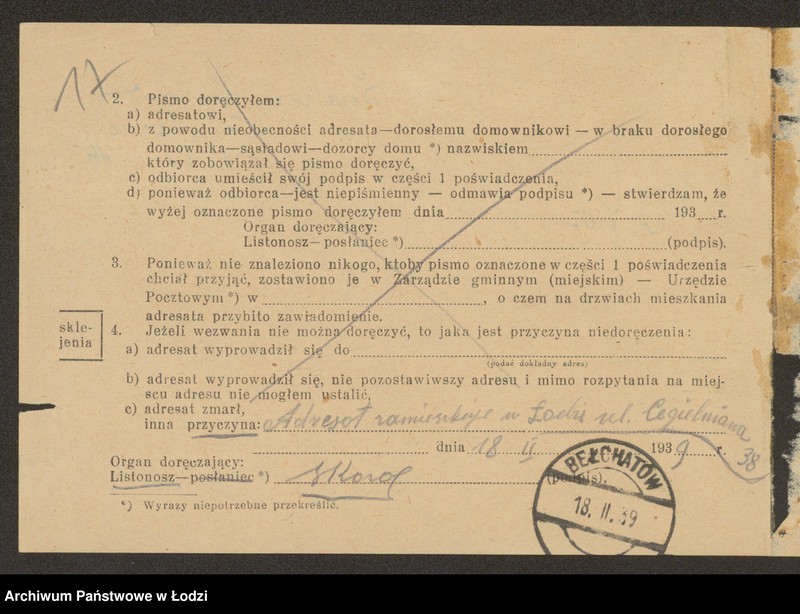 17
2. Pismo doręczyłem:
a) adresatowi,
b) z powodu nieobecności adresata—dorosłemu domownikowi — w braku dorosłego
domownika—sąsiadowi—dozorcy domu *) nazwiskiem
który zobowiązał się pismo doręczyć,
c) odbiorca umieścił swój podpis w części 1 poświadczenia,
d) ponieważ odbiorca—jest niepiśmienny — odmawia podpisu *) — stwierdzam, że
wyżej oznaczone pismo doręczyłem dnia 193 r.
Organ doręczający:
Listonosz—posłaniec *) (podpis).
3. Ponieważ nie znaleziono nikogo, ktoby pismo oznaczone w części 1 poświadczenia
chciał przyjąć, zostawiono je w Zarządzie gminnym (miejskim) — Urzędzie
Pocztowym *) w , o czem na drzwiach mieszkania
adresata przybito zawiadomienie.
skle-
jenia
4. Jeżeli wezwania nie można doręczyć, to jaka jest przyczyna niedoręczenia:
a) adresat wyprowadził się do
(podać dokładny adres)
b) adresat wyprowadził się, nie pozostawiwszy adresu i mimo rozpytania na miej-
scu adresu nie mogłem ustalić,
c) adresat zmarł,
inna przyczyna: Adresat zamieszkuje w Łodzi ul. Cegielniana
38
dnia 18 II 1939 r.
Organ doręczający:
Listonosz—posłaniec *) (podpis).
BEŁCHATÓW
18. II. 39
*) Wyrazy niepotrzebne przekreślić.
Archiwum Państwowe w Łodzi